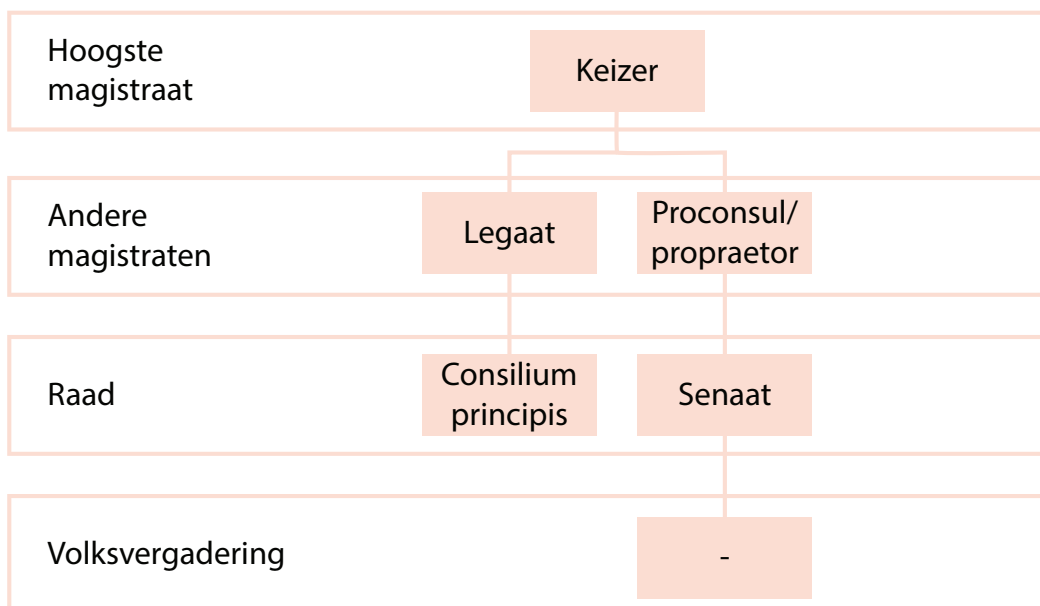 Hoogste
magistraat
Keizer
Andere
magistraten
Legaat
Proconsul/
propraetor
Raad
Consilium
principis
Senaat
Volksvergadering
-